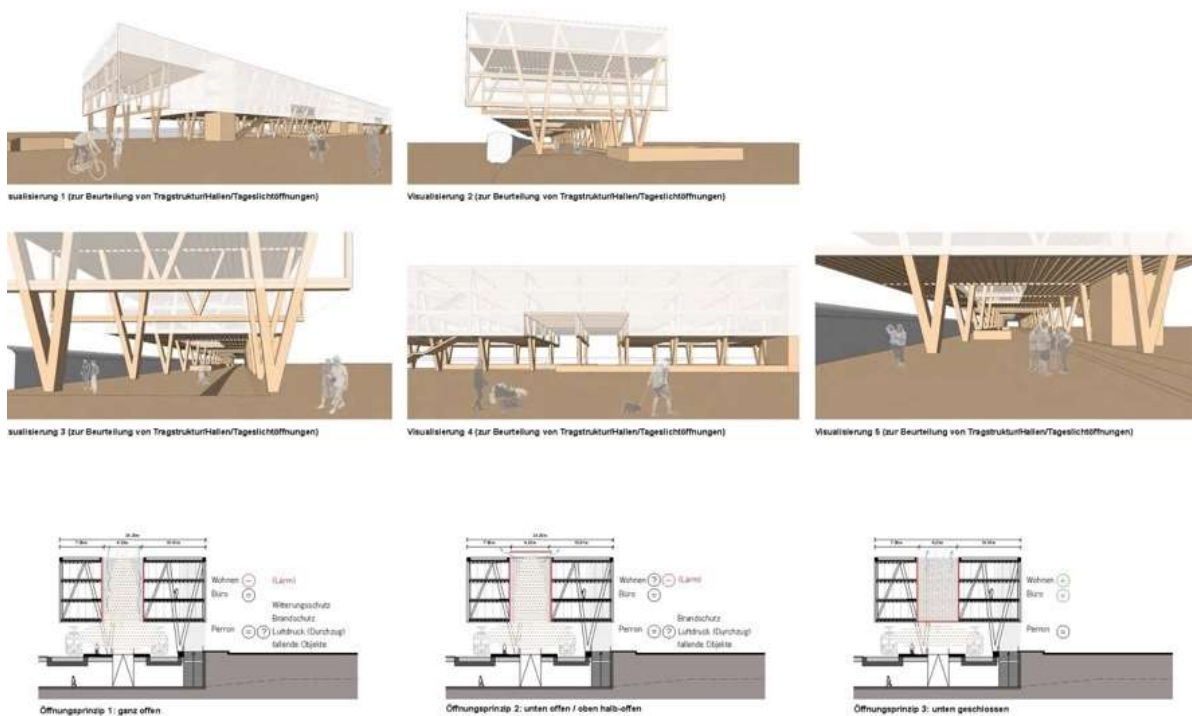 sualisierung 1 (zur Beurteilung von Tragstruktur/Hallen/Tageslichtöffnungen)
Visualisierung 2 (zur Beurteilung von Tragstruktur/Hallen/Tageslichtöffnungen)
sualisierung 3 (zur Beurteilung von Tragstruktur/Hallen/Tageslichtöffnungen)
Visualisierung 4 (zur Beurteilung von Tragstruktur/Hallen/Tageslichtöffnungen)
Visualisierung 5 (zur Beurteilung von Tragstruktur/Hallen/Tageslichtöffnungen)
Wohnen − (Lärm)
Büro =
Witterungsschutz
Brandschutz
Perron = ? Luftdruck (Durchzug)
fallende Objekte
Öffnungsprinzip 1: ganz offen
Wohnen ? − (Lärm)
Büro =
Brandschutz
Perron = ? Luftdruck (Durchzug)
fallende Objekte
Öffnungsprinzip 2: unten offen / oben halb-offen
Wohnen
Büro =
Perron =
Öffnungsprinzip 3: unten geschlossen